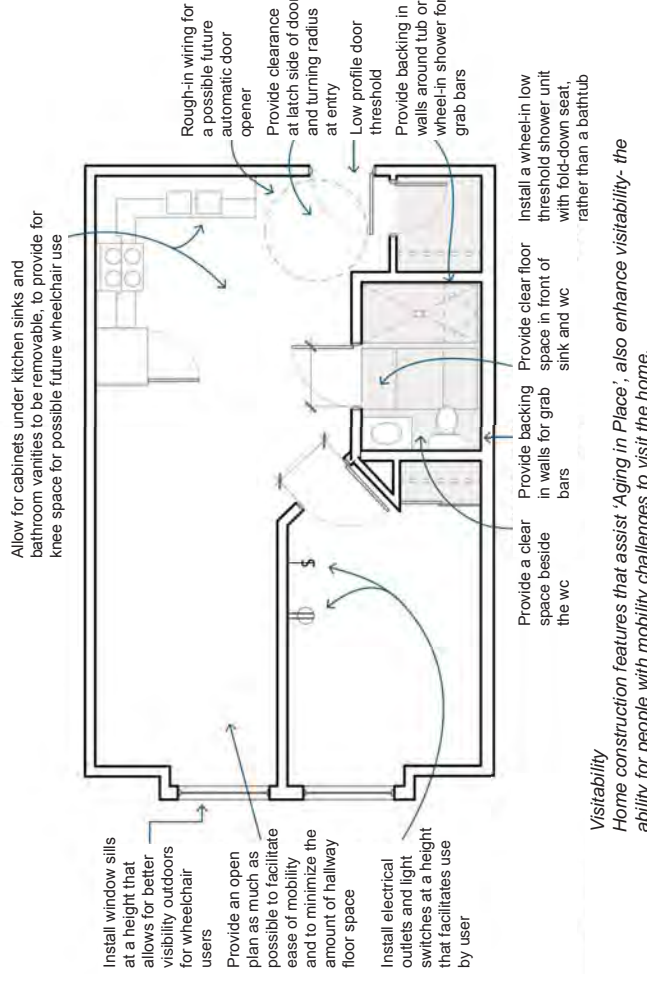 Allow for cabinets under kitchen sinks and
bathroom vanities to be removable, to provide for
knee space for possible future wheelchair use
Rough-in wiring for
a possible future
automatic door
opener
Provide clearance
at latch side of door
and turning radius
at entry
Low profile door
threshold
Provide backing in
walls around tub or
wheel-in shower for
grab bars
Install window sills
at a height that
allows for better
visibility outdoors
for wheelchair
users
Provide an open
plan as much as
possible to facilitate
ease of mobility
and to minimize the
amount of hallway
floor space
Install electrical
outlets and light
switches at a height
that facilitates use
by user
Provide a clear
space beside
the wc
Provide backing
in walls for grab
bars
Provide clear floor
space in front of
sink and wc
Install a wheel-in low
threshold shower unit
with fold-down seat,
rather than a bathtub
$
Visitability
Home construction features that assist 'Aging in Place', also enhance visitability- the
ability for people with mobility challenges to visit the home.